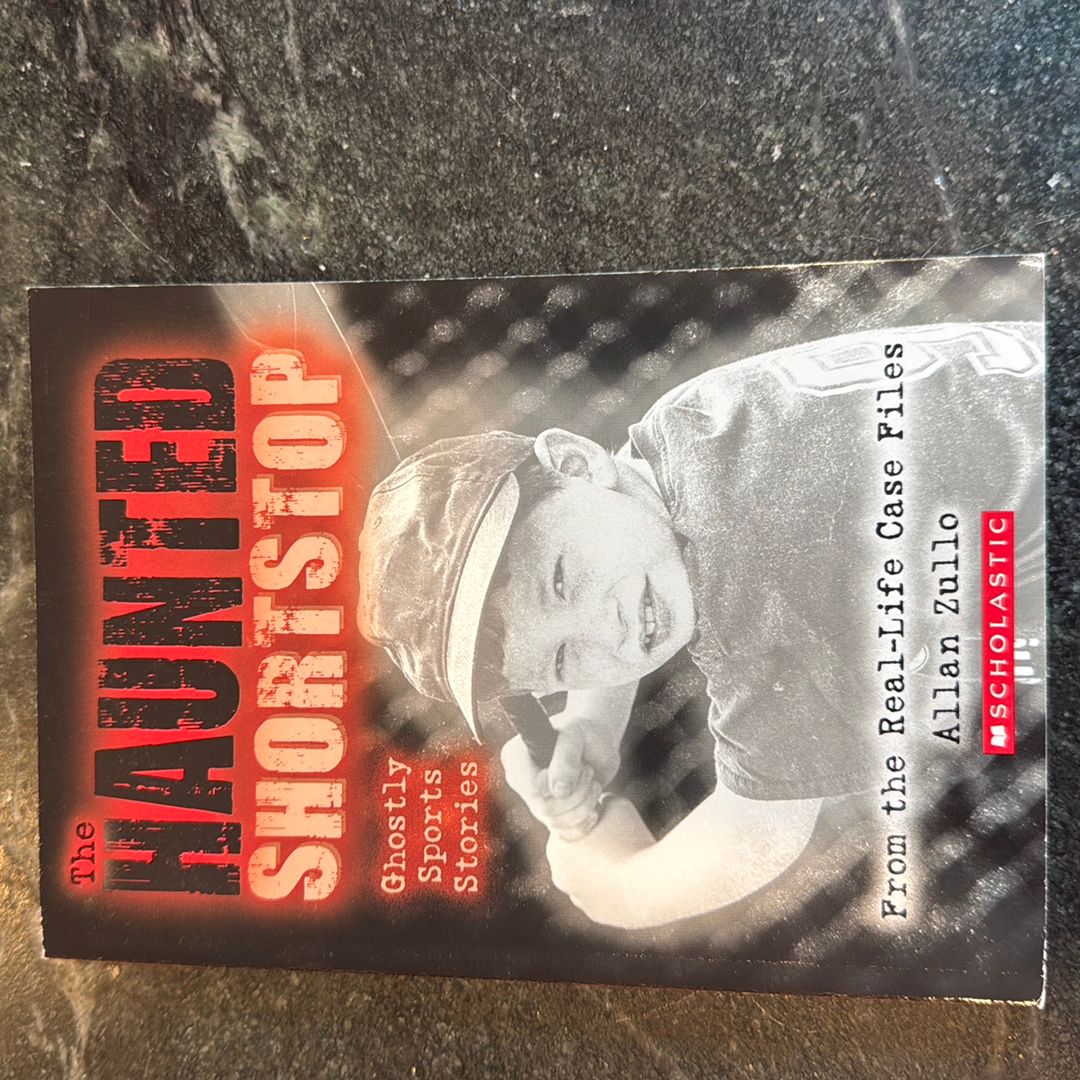 The
HAUNTED
SHORTSTOP
Ghostly
Sports
Stories
From the Real-Life Case Files
Allan Zullo
SCHOLASTIC